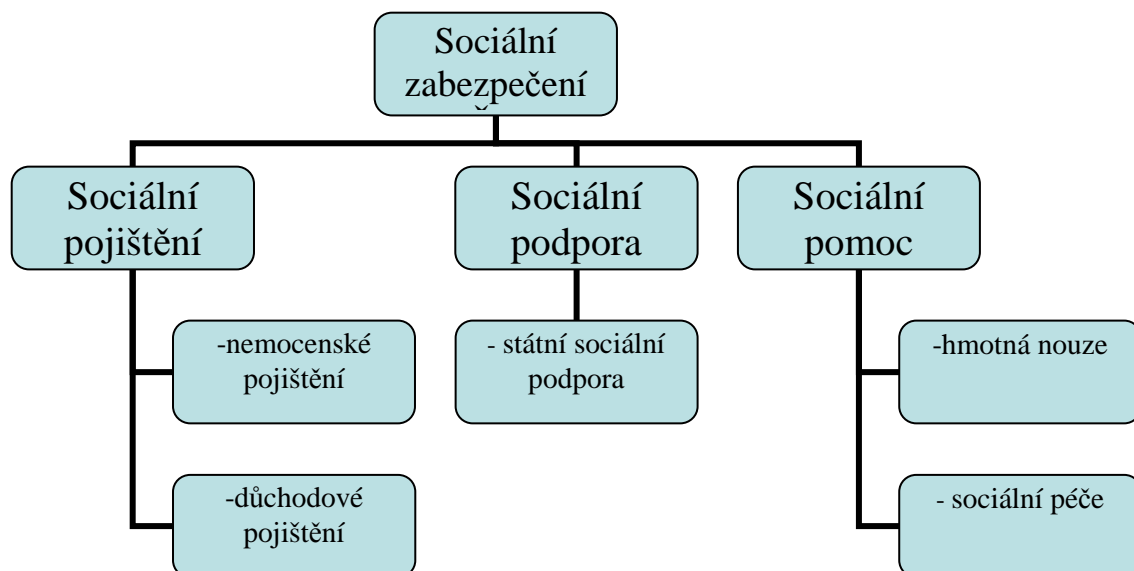 Sociální
zabezpečení
Sociální
pojištění
Sociální
podpora
Sociální
pomoc
-nemocenské
pojištění
- státní sociální
podpora
-hmotná nouze
-důchodové
pojištění
- sociální péče